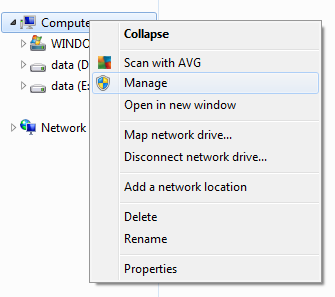 Compute
WINDO
data (D
data (E
Network
Collapse
Scan with AVG
Manage
Open in new window
Map network drive...
Disconnect network drive...
Add a network location
Delete
Rename
Properties